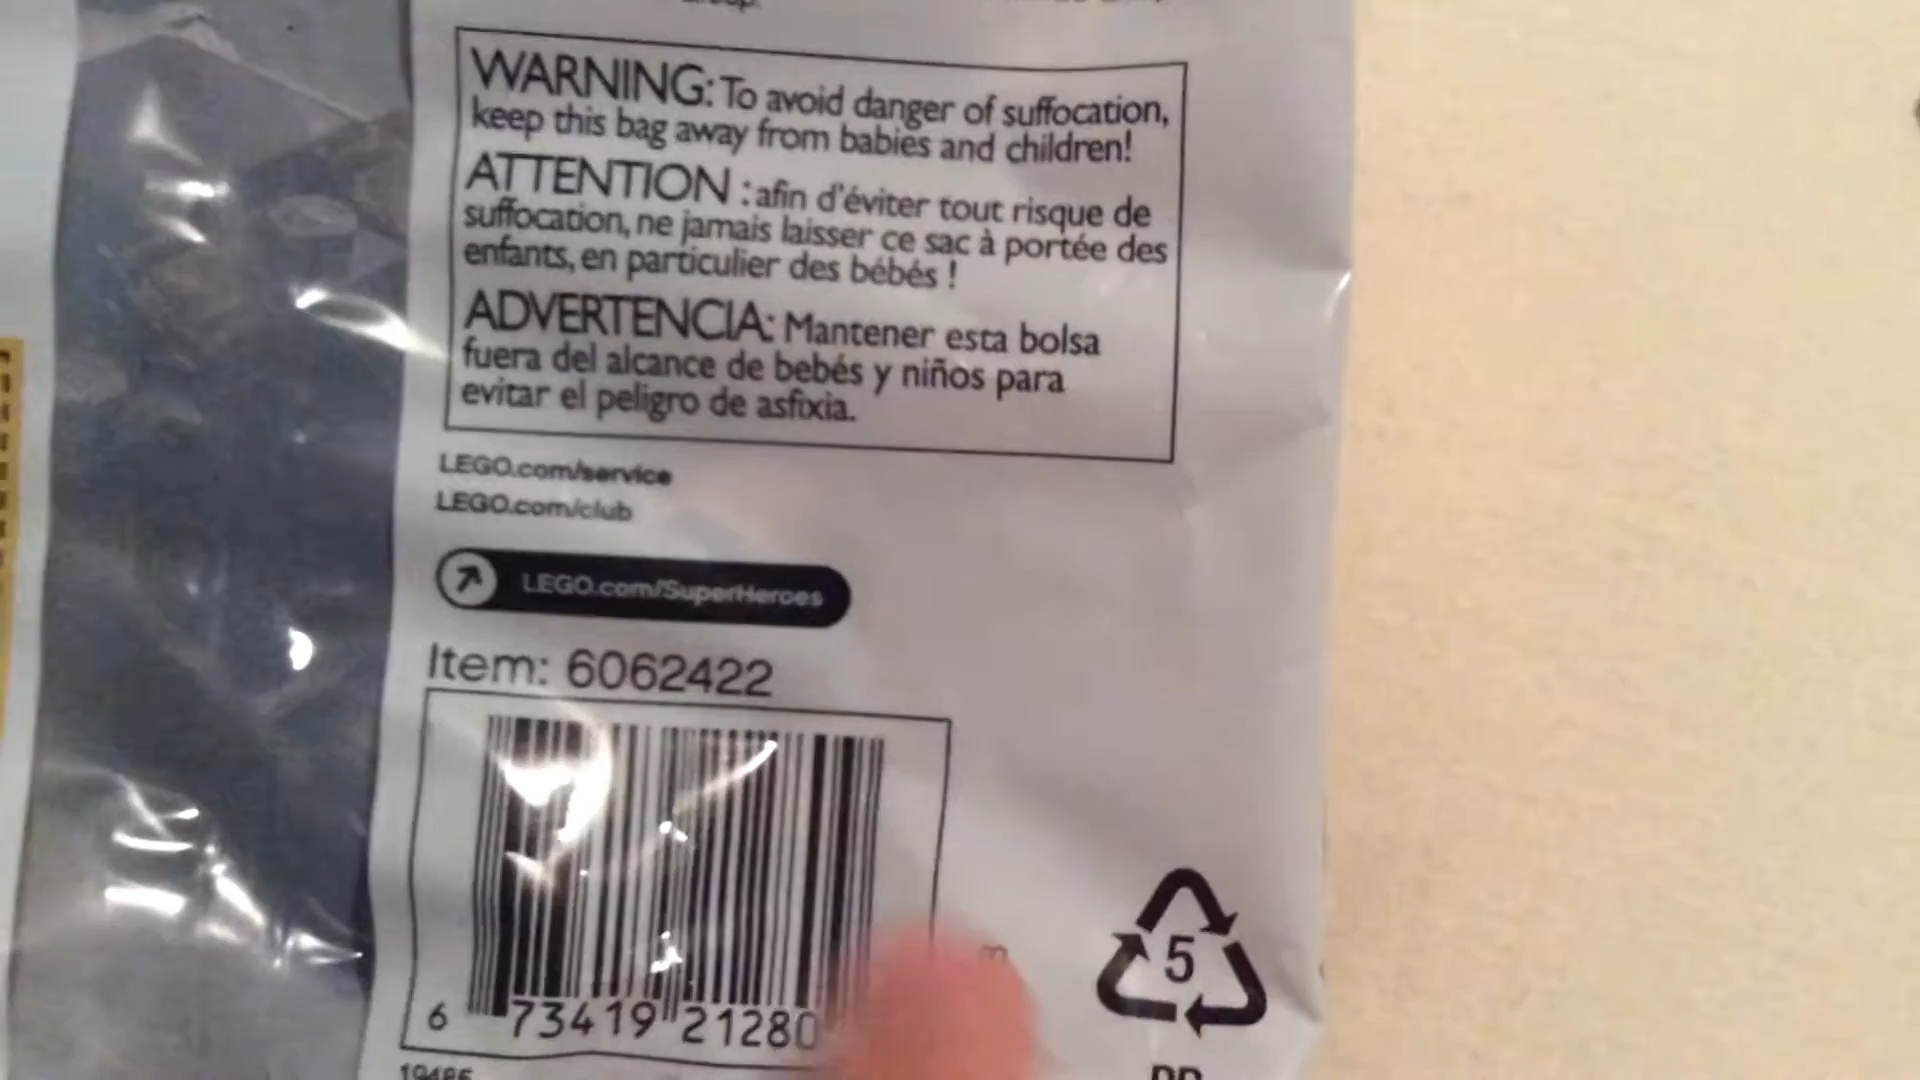 WARNING: To avoid danger of suffocation,
keep this bag away from babies and children!
ATTENTION : afin d'éviter tout risque de
suffocation, ne jamais laisser ce sac à portée des
enfants, en particulier des bébés !
ADVERTENCIA: Mantener esta bolsa
fuera del alcance de bebés y niños para
evitar el peligro de asfixia.
LEGO.com/service
LEGO.com/club
LEGO.com/SuperHeroes
Item: 6062422
6 73419 21280
5